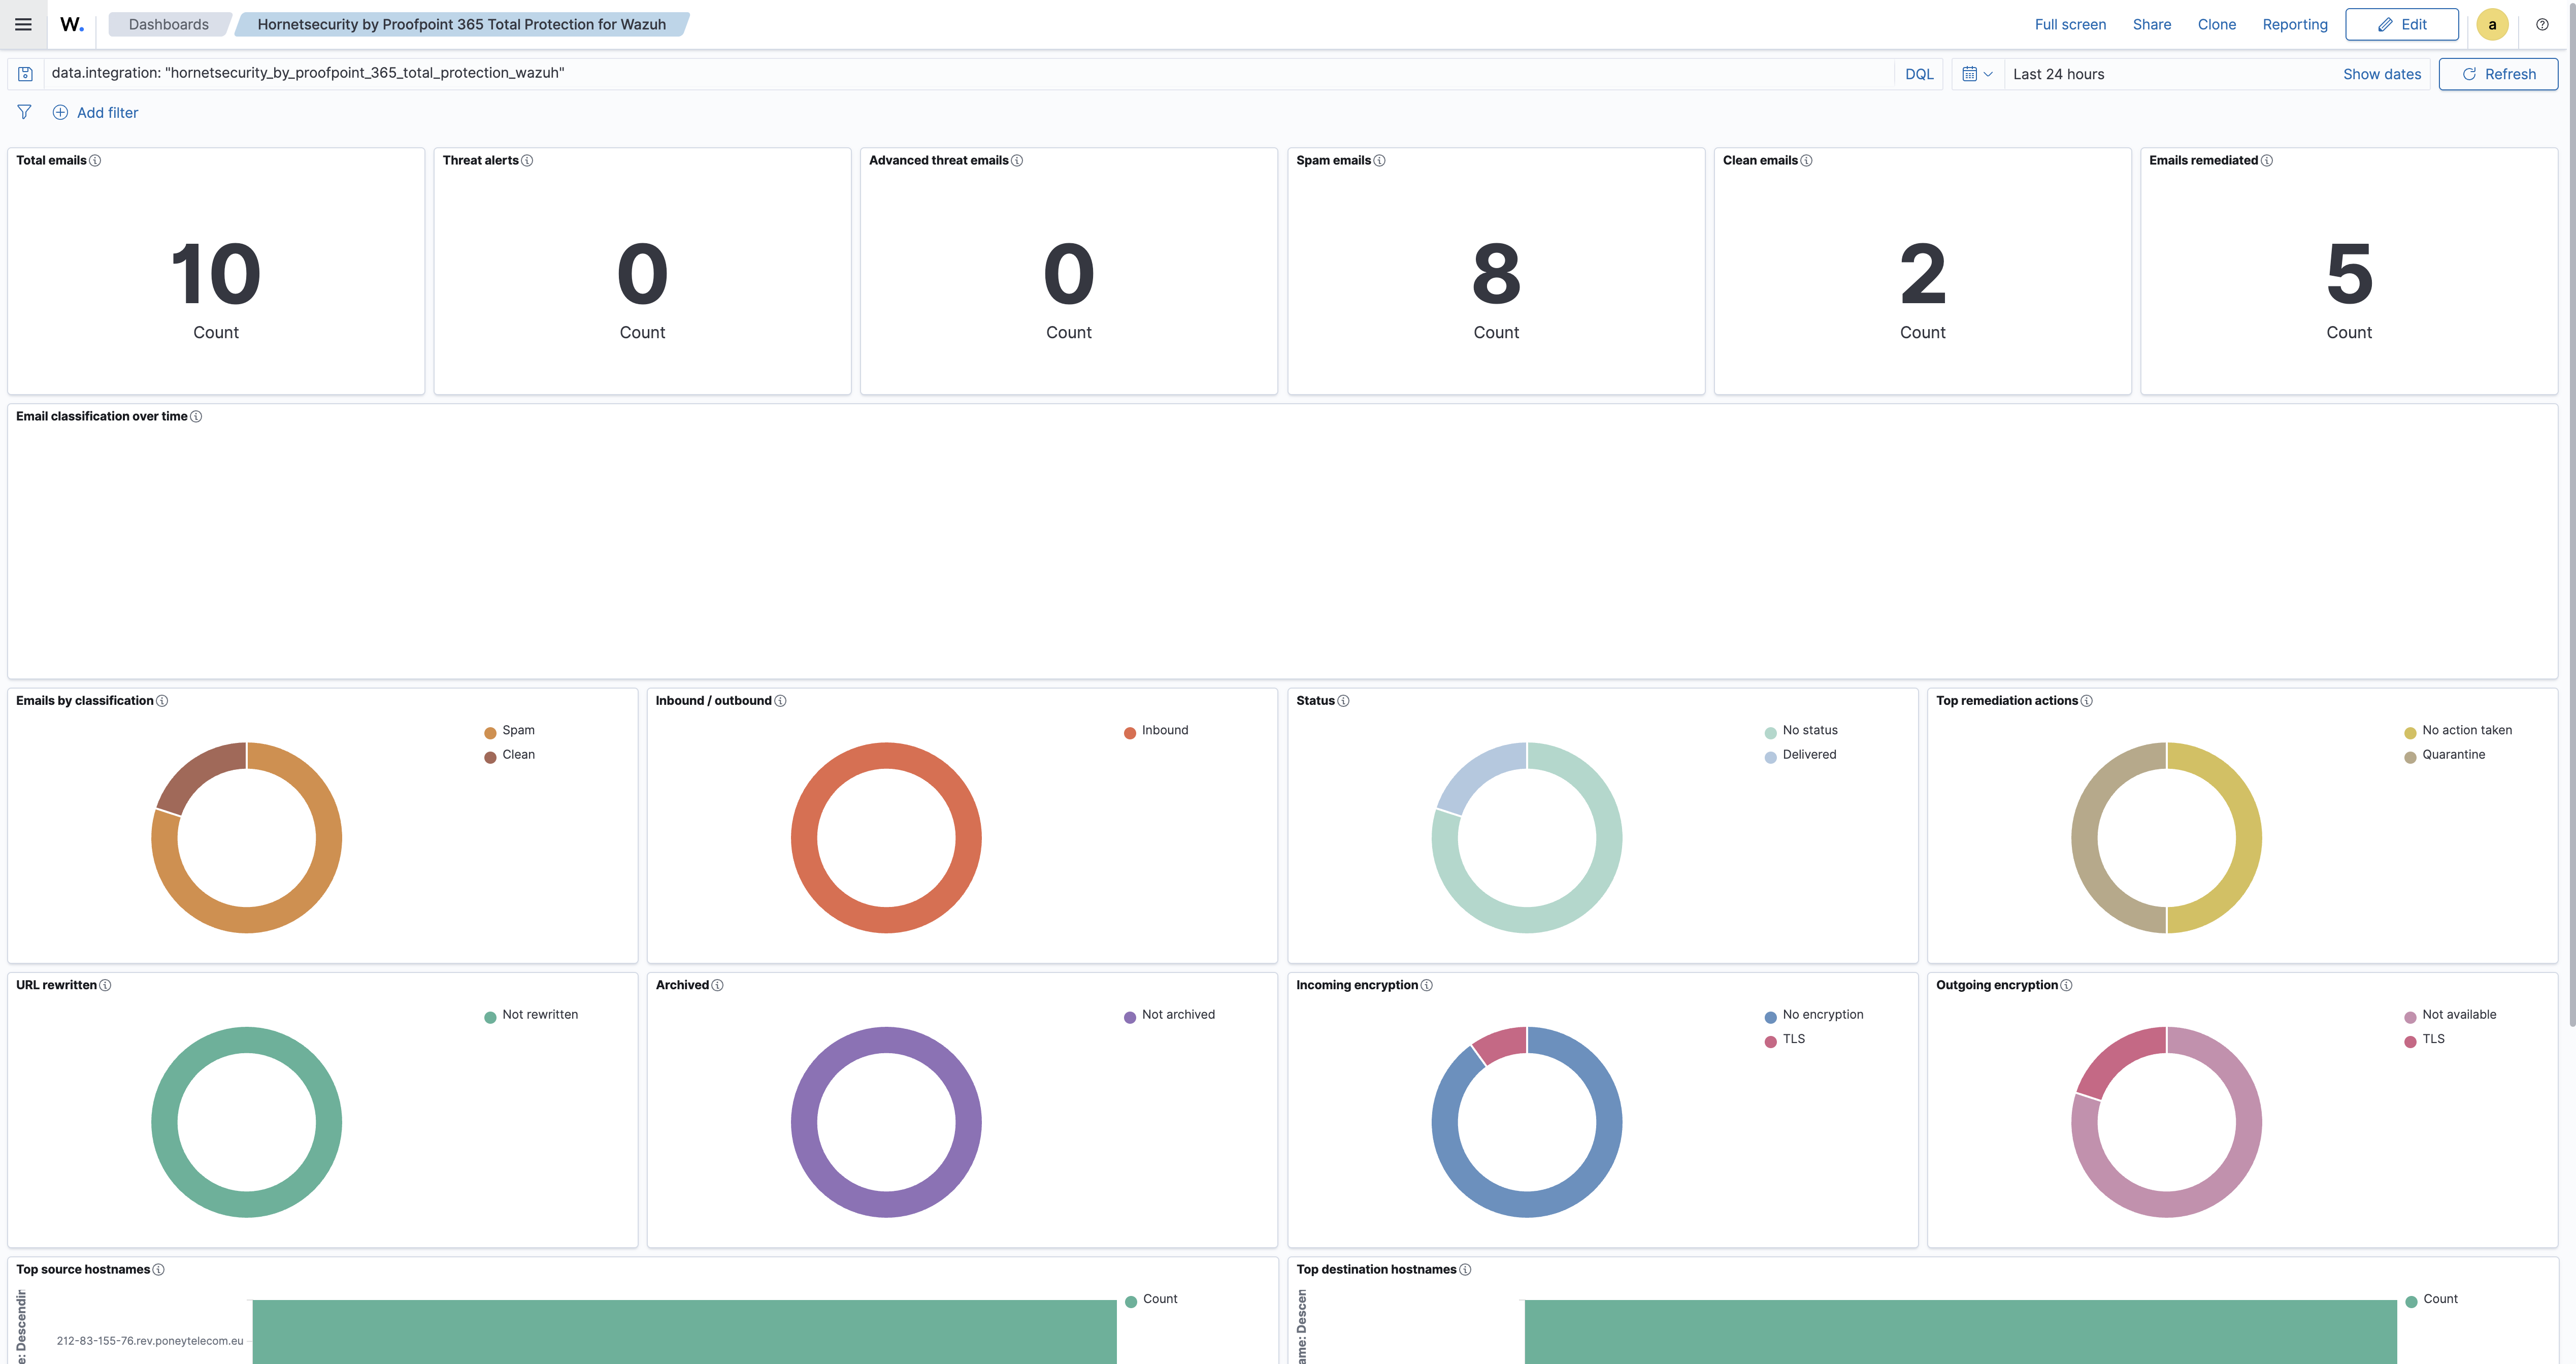 W.
Dashboards
Hornetsecurity by Proofpoint 365 Total Protection for Wazuh
Full screen
Share
Clone
Reporting
Edit
a
data.integration: "hornetsecurity_by_proofpoint_365_total_protection_wazuh"
DQL
Last 24 hours
Show dates
Refresh
Add filter
Total emails
10
Count
Threat alerts
0
Count
Advanced threat emails
0
Count
Spam emails
8
Count
Clean emails
2
Count
Emails remediated
5
Count
Email classification over time
Emails by classification
Spam
Clean
Inbound / outbound
Inbound
Status
No status
Delivered
Top remediation actions
No action taken
Quarantine
URL rewritten
Not rewritten
Archived
Not archived
Incoming encryption
No encryption
TLS
Outgoing encryption
Not available
TLS
Top source hostnames
e: Descendin
212-83-155-76.rev.poneytelecom.eu
Count
Top destination hostnames
ame: Descen
Count